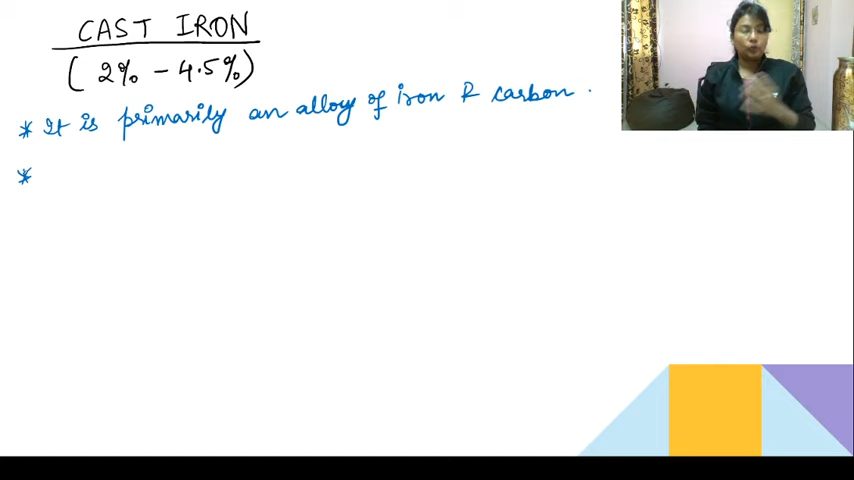 CAST IRON
(2% - 4.5%)
* It is primarily an alloy of iron & carbon.
*